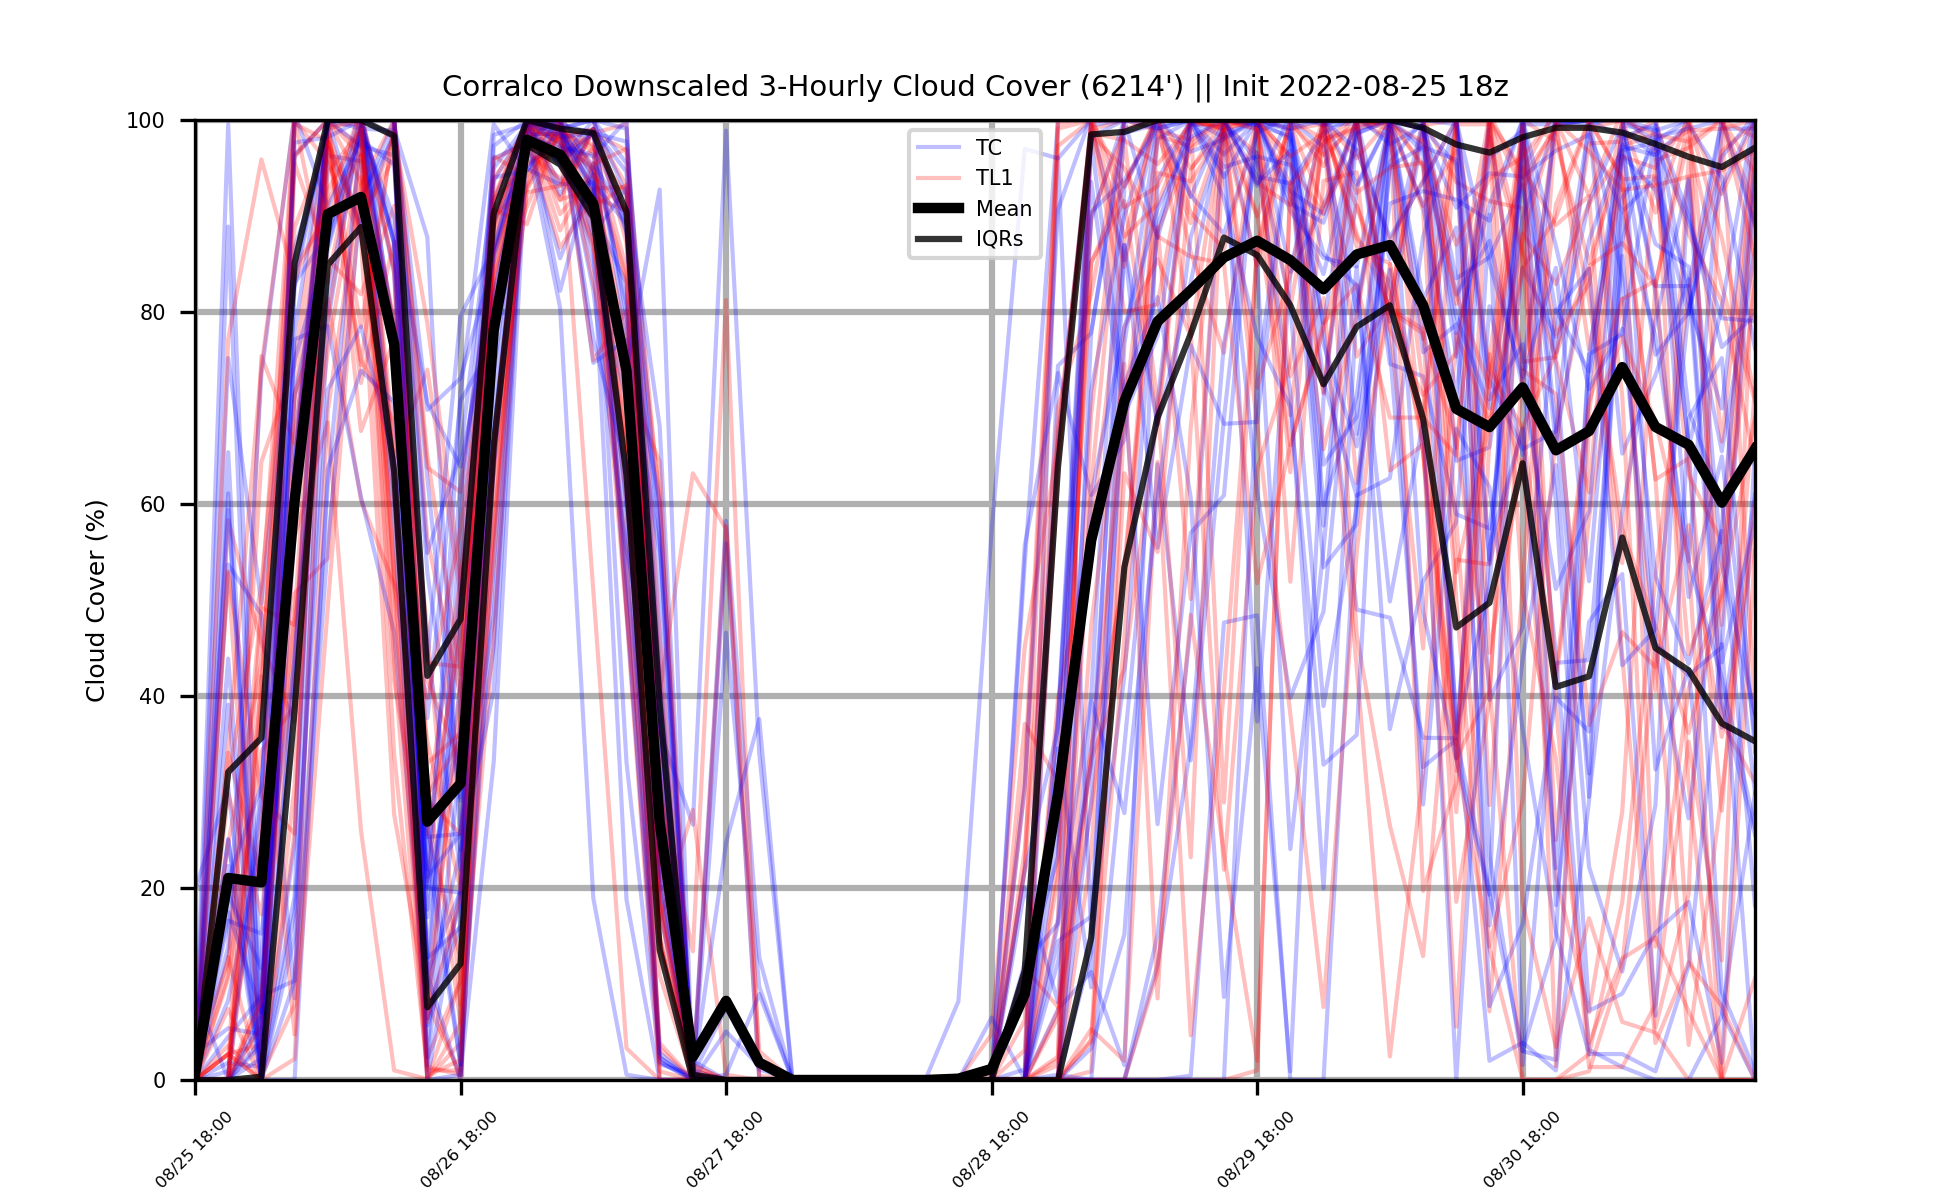 Corralco Downscaled 3-Hourly Cloud Cover (6214') || Init 2022-08-25 18z
Cloud Cover (%)
100
80
60
40
20
0
TC
TL1
Mean
IQRs
08/25 18:00
08/26 18:00
08/27 18:00
08/28 18:00
08/29 18:00
08/30 18:00